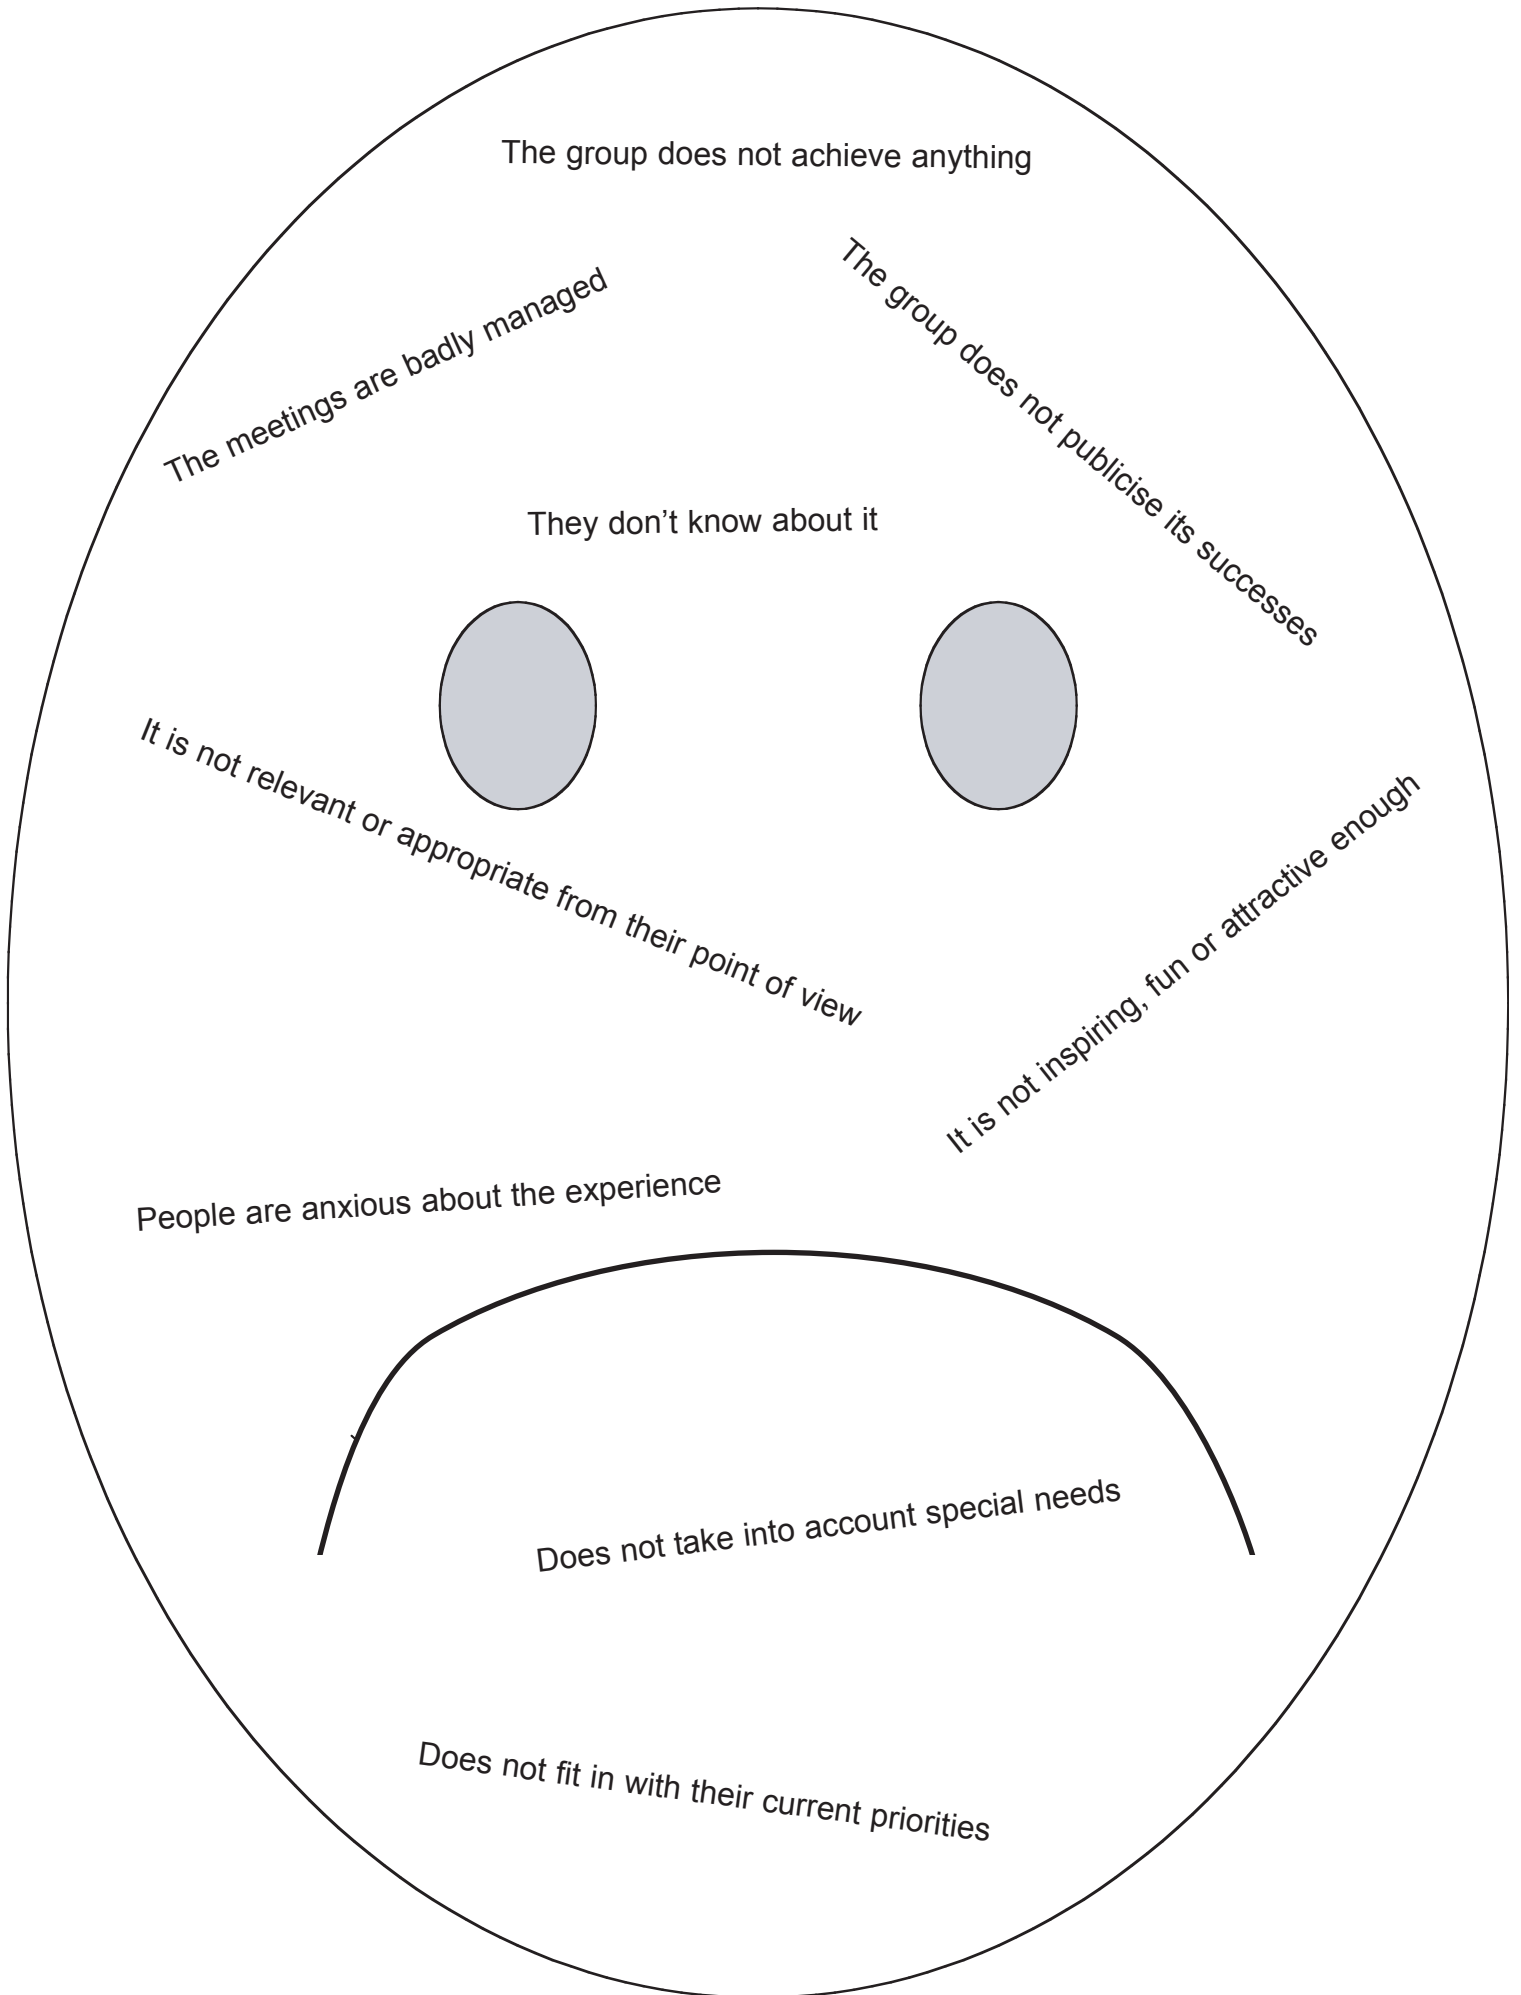 The group does not achieve anything
The meetings are badly managed
The group does not publicise its successes
They don’t know about it
It is not relevant or appropriate from their point of view
It is not inspiring, fun or attractive enough
People are anxious about the experience
Does not take into account special needs
Does not fit in with their current priorities